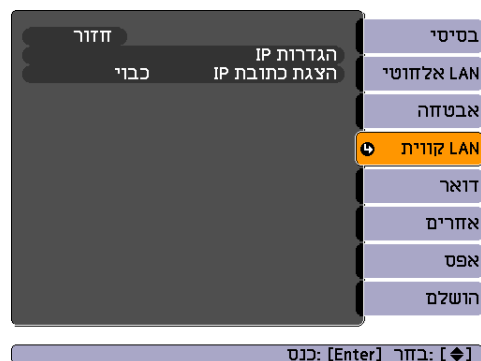 בסיסי
LAN אלחוטי
אבטחה
LAN קווית
דואר
אחרים
אפס
הושלם
חזור
הגדרות IP
הצגת כתובת IP כבוי
[◆] :בחר [Enter] :כנס